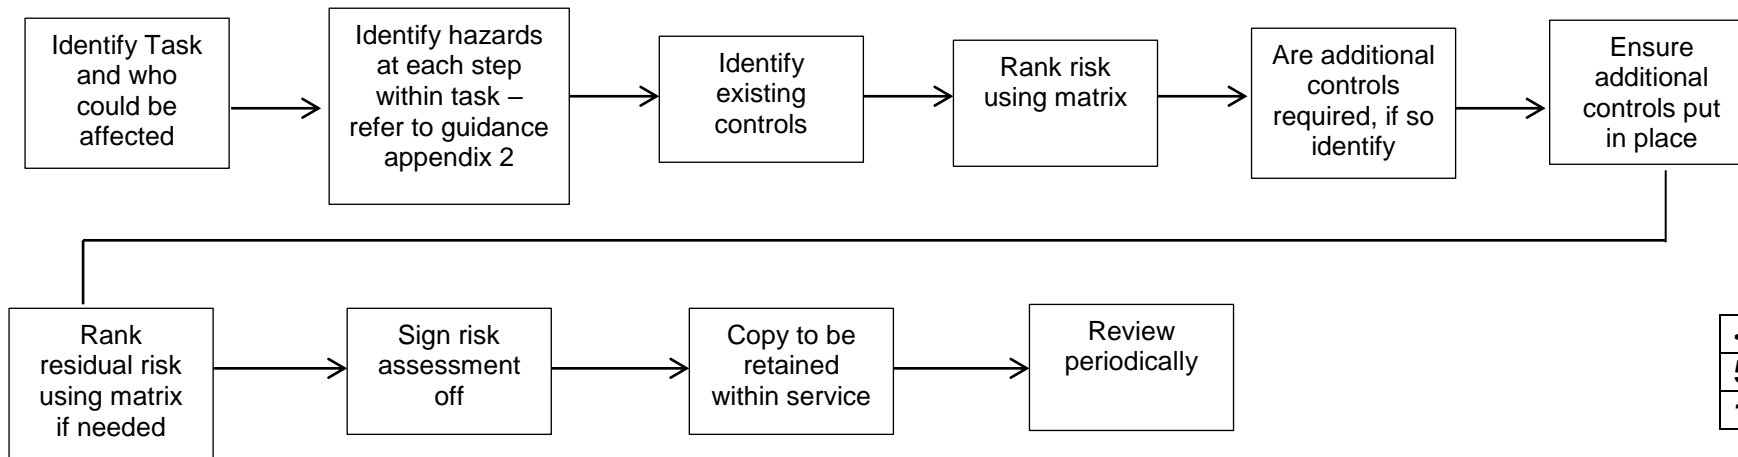 Identify Task
and who
could be
affected
Identify hazards
at each step
within task –
refer to guidance
appendix 2
Identify
existing
controls
Rank risk
using matrix
Are additional
controls
required, if so
identify
Ensure
additional
controls put
in place
Rank
residual risk
using matrix
if needed
Sign risk
assessment
off
Copy to be
retained
within service
Review
periodically